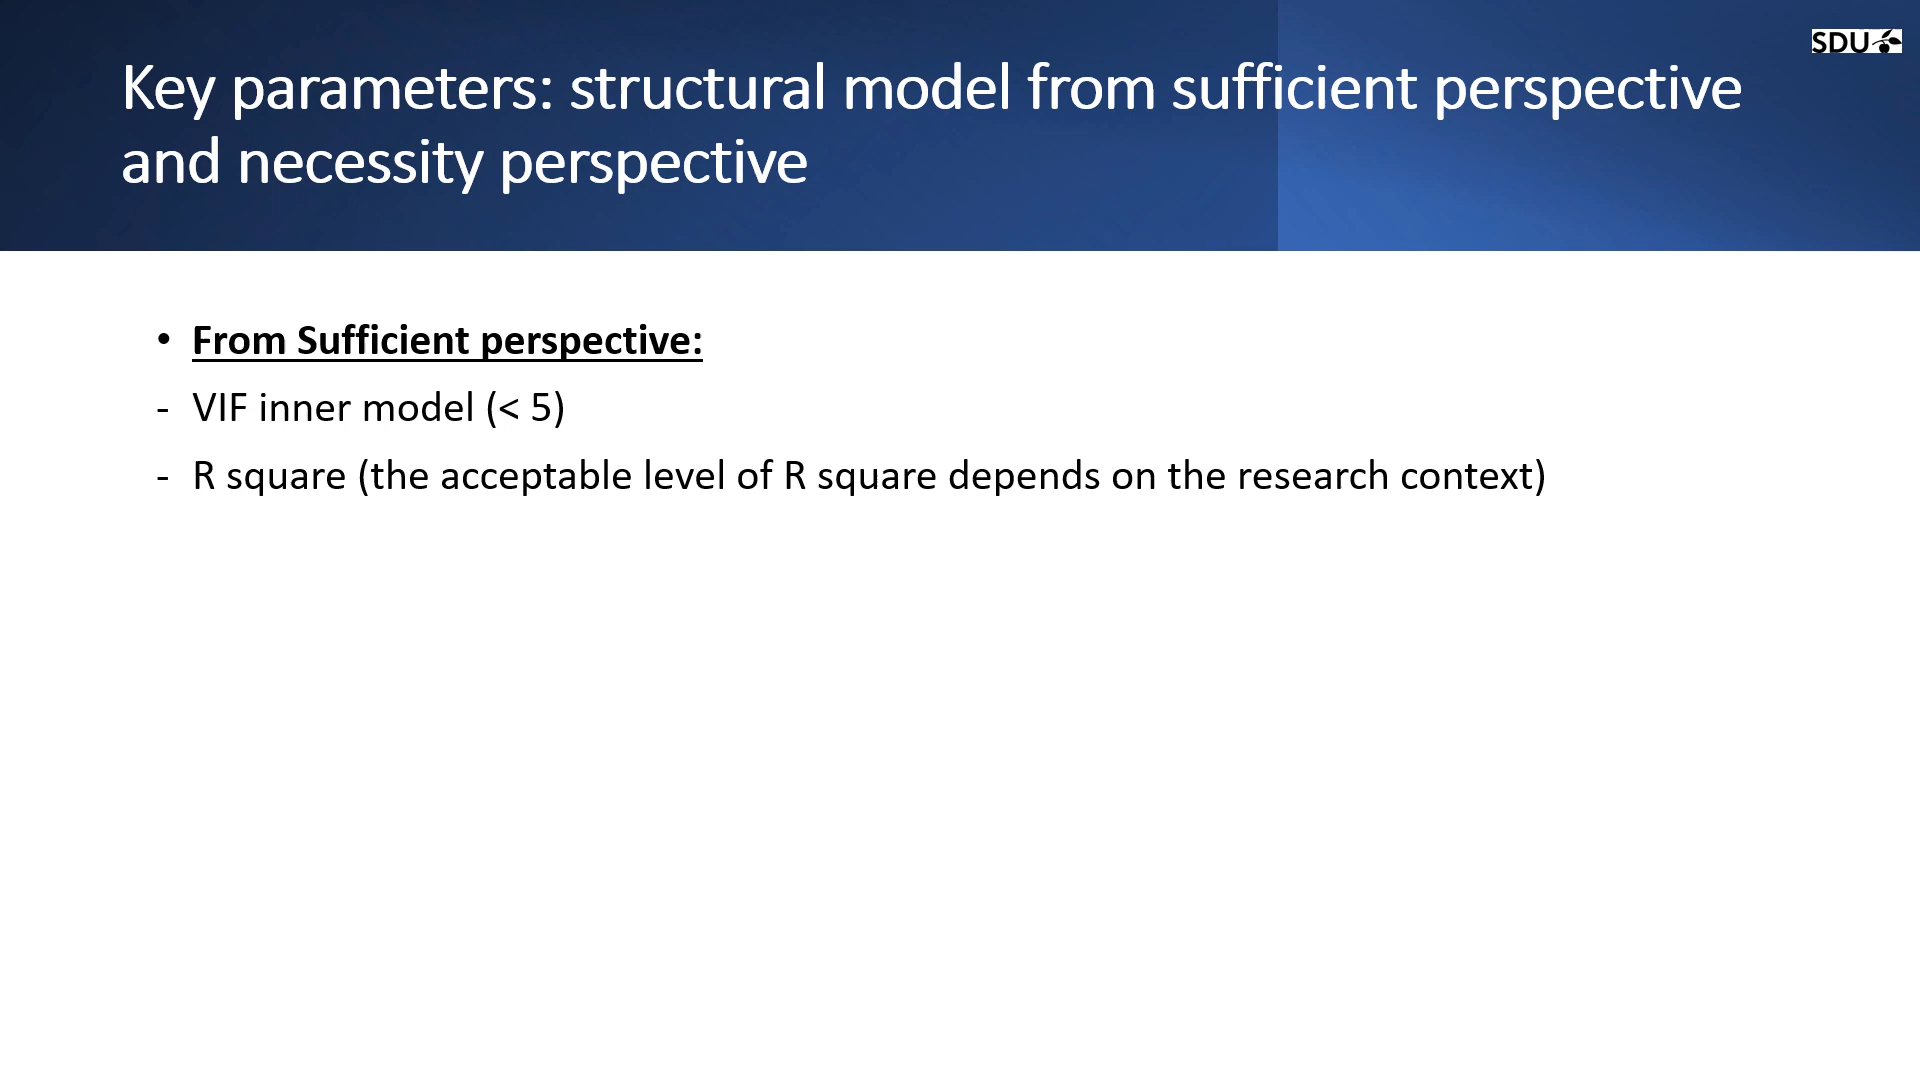 SDU
Key parameters: structural model from sufficient perspective
and necessity perspective
• From Sufficient perspective:
- VIF inner model (< 5)
- R square (the acceptable level of R square depends on the research context)